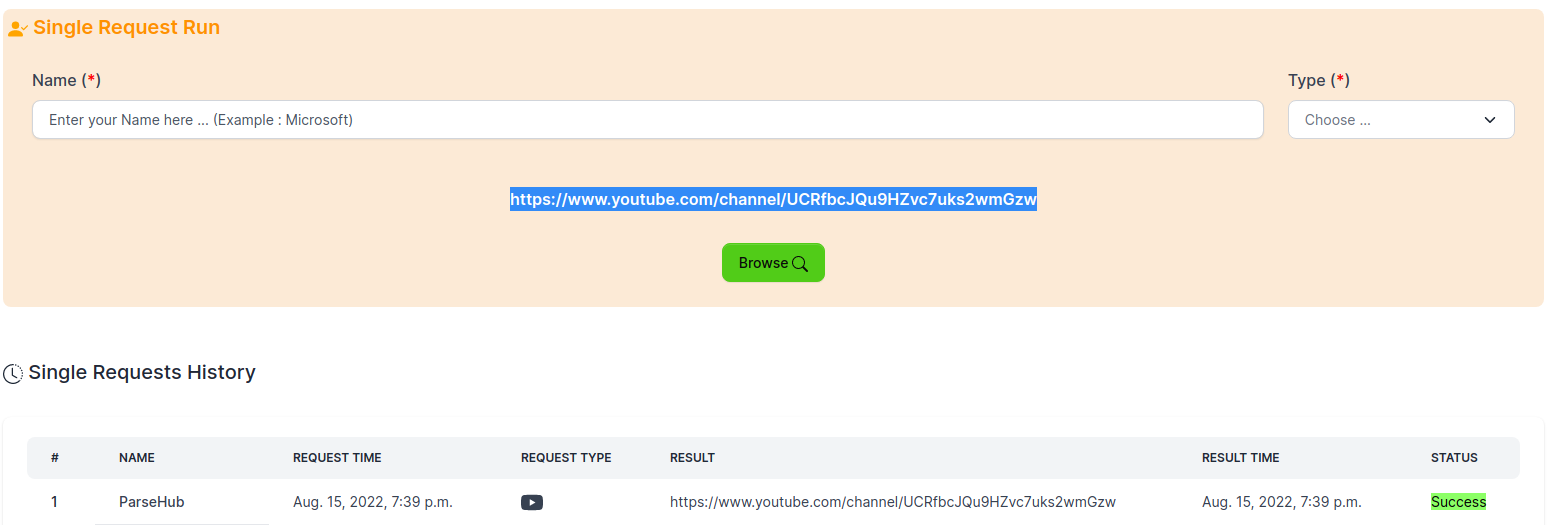 Single Request Run
Name (*) Type (*)
Enter your Name here ... (Example : Microsoft) Choose ...
https://www.youtube.com/channel/UCRfbcJQu9HZvc7uks2wmGzw
Browse
Single Requests History
# NAME REQUEST TIME REQUEST TYPE RESULT RESULT TIME STATUS
1 ParseHub Aug. 15, 2022, 7:39 p.m. https://www.youtube.com/channel/UCRfbcJQu9HZvc7uks2wmGzw Aug. 15, 2022, 7:39 p.m. Success